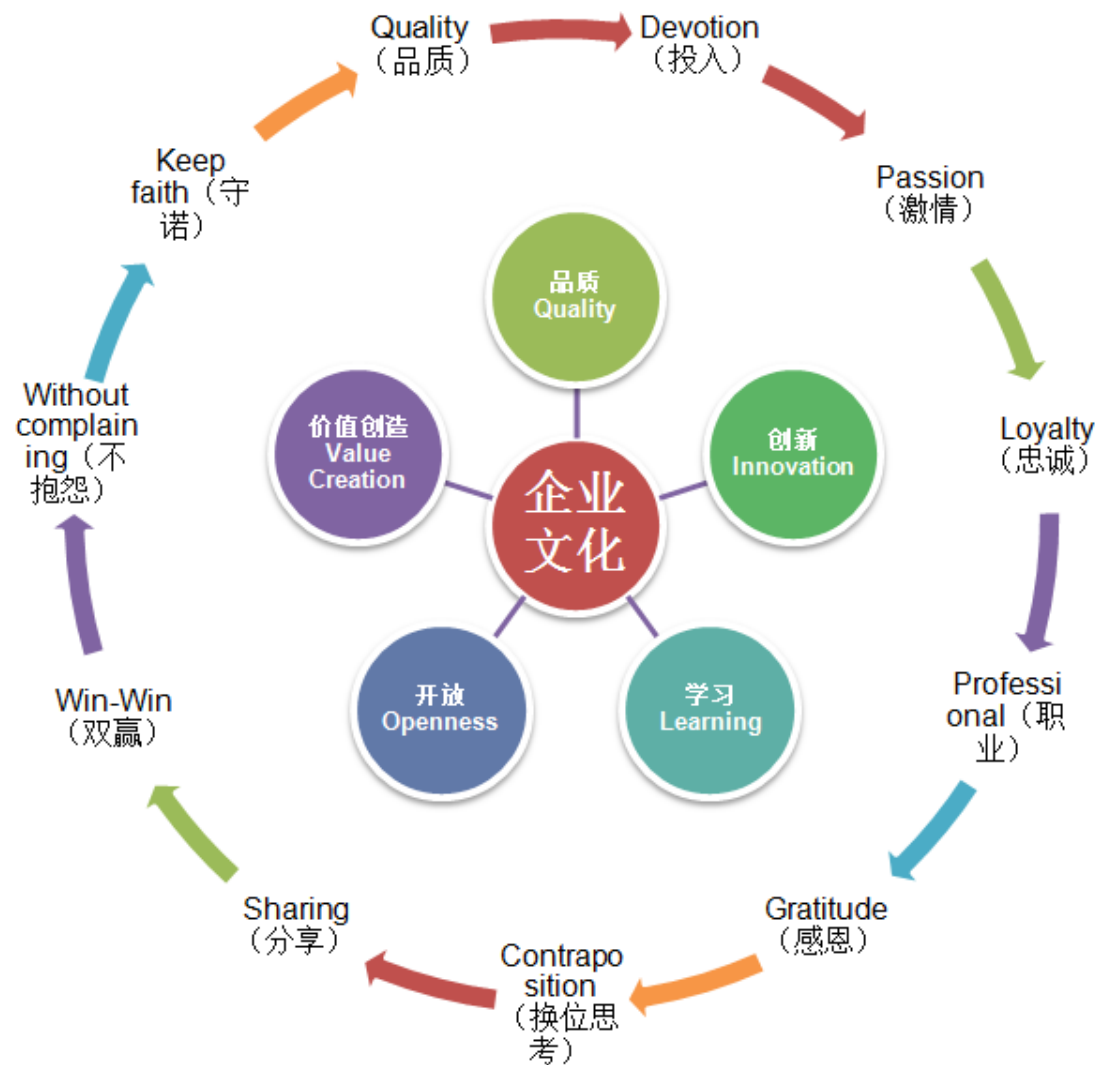 Quality
（品质）
Devotion
（投入）
Passion
（激情）
Loyalty
（忠诚）
Professi
onal（职
业）
Gratitude
（感恩）
Contrapo
sition
（换位思
考）
Sharing
（分享）
Win-Win
（双赢）
Without
complain
ing（不
抱怨）
Keep
faith（守
诺）
品质
Quality
创新
Innovation
学习
Learning
开放
Openness
价值创造
Value
Creation
企业
文化